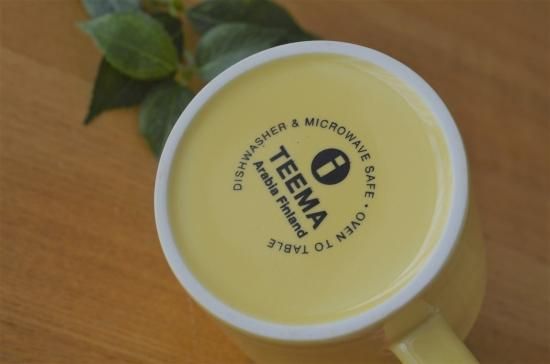 DISHWASHER & MICROWAVE SAFE • OVEN TO TABLE
i
TEEMA
Arabia Finland